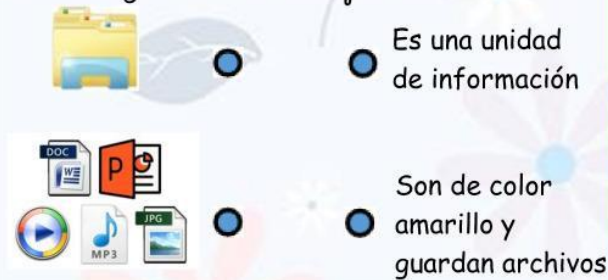 Es una unidad
de información
DOC
W
P
JPG
MP3
Son de color
amarillo y
guardan archivos